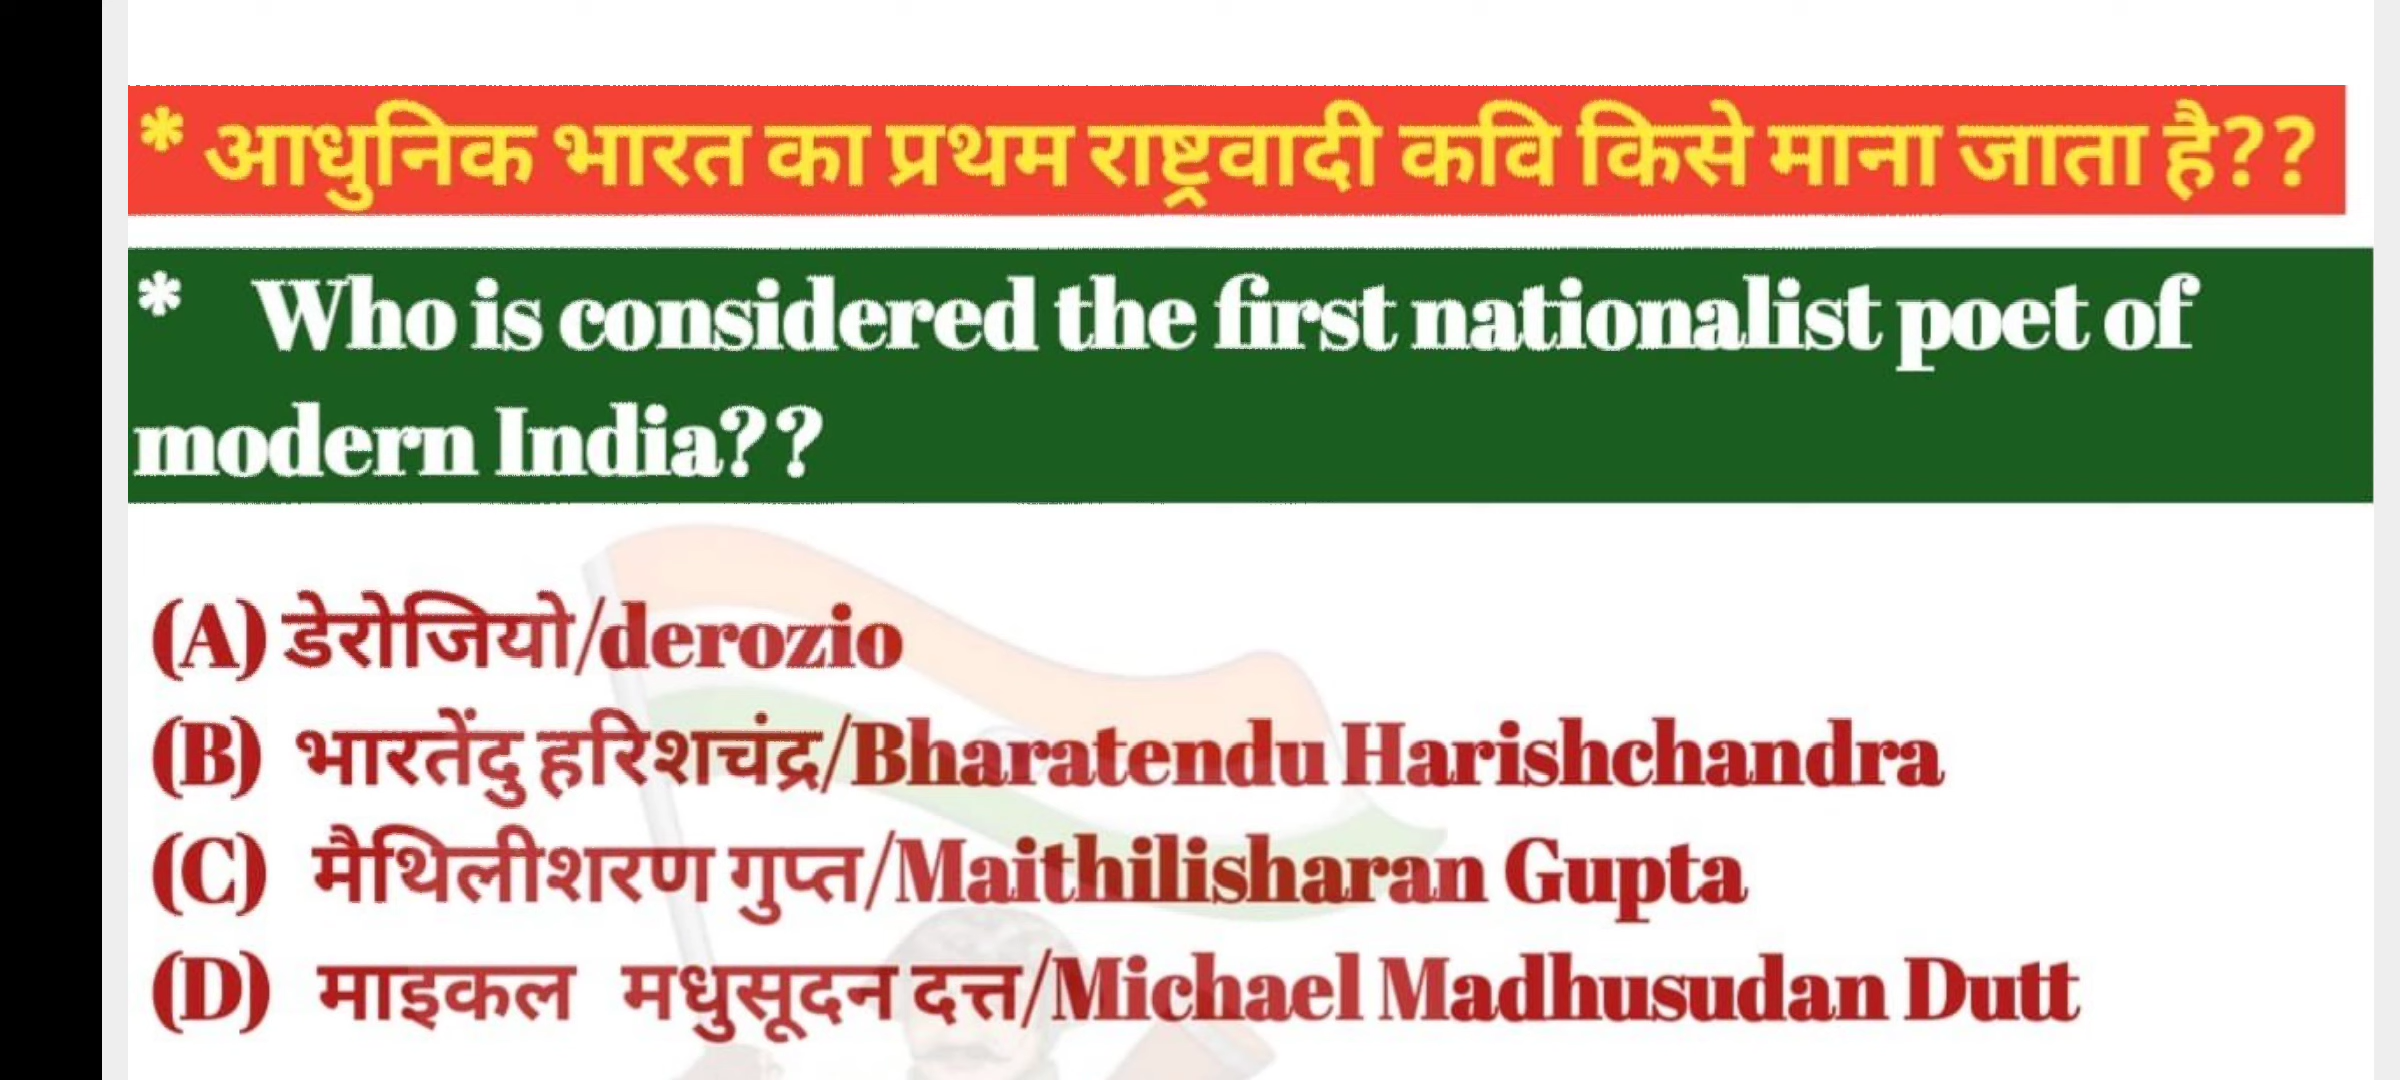 * आधुनिक भारत का प्रथम राष्ट्रवादी कवि किसे माना जाता है??
* Who is considered the first nationalist poet of
modern India??
(A) डेरोजियो/derozio
(B) भारतेंदु हरिशचंद्र/Bharatendu Harishchandra
(C) मैथिलीशरण गुप्त/Maithilisharan Gupta
(D) माइकल मधुसूदन दत्त/Michael Madhusudan Dutt